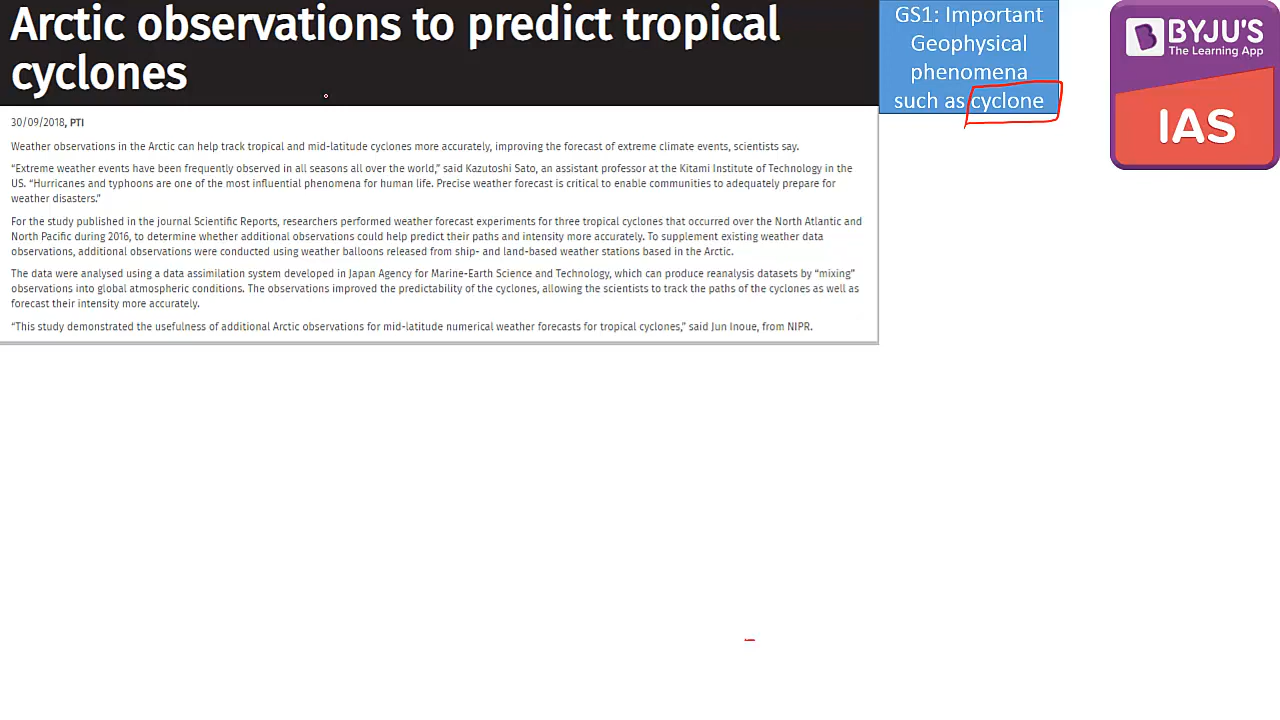 Arctic observations to predict tropical
cyclones
30/09/2018, PTI
Weather observations in the Arctic can help track tropical and mid-latitude cyclones more accurately, improving the forecast of extreme climate events, scientists say.
“Extreme weather events have been frequently observed in all seasons all over the world,” said Kazutoshi Sato, an assistant professor at the Kitami Institute of Technology in the
US. “Hurricanes and typhoons are one of the most influential phenomena for human life. Precise weather forecast is critical to enable communities to adequately prepare for
weather disasters.”
For the study published in the journal Scientific Reports, researchers performed weather forecast experiments for three tropical cyclones that occurred over the North Atlantic and
North Pacific during 2016, to determine whether additional observations could help predict their paths and intensity more accurately. To supplement existing weather data
observations, additional observations were conducted using weather balloons released from ship- and land-based weather stations based in the Arctic.
The data were analysed using a data assimilation system developed in Japan Agency for Marine-Earth Science and Technology, which can produce reanalysis datasets by “mixing”
observations into global atmospheric conditions. The observations improved the predictability of the cyclones, allowing the scientists to track the paths of the cyclones as well as
forecast their intensity more accurately.
“This study demonstrated the usefulness of additional Arctic observations for mid-latitude numerical weather forecasts for tropical cyclones,” said Jun Inoue, from NIPR.
GS1: Important
Geophysical
phenomena
such as cyclone
BYJU'S
The Learning App
IAS